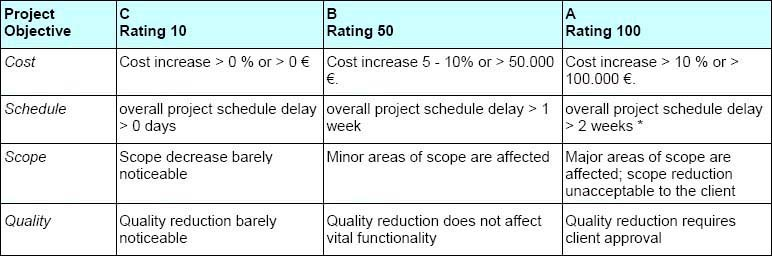 Project
Objective
C
Rating 10
B
Rating 50
A
Rating 100
Cost
Cost increase > 0 % or > 0 €
Cost increase 5 - 10% or > 50.000
€.
Cost increase > 10 % or >
100.000 €.
Schedule
overall project schedule delay
> 0 days
overall project schedule delay > 1
week
overall project schedule delay
> 2 weeks *
Scope
Scope decrease barely
noticeable
Minor areas of scope are affected
Major areas of scope are
affected; scope reduction
unacceptable to the client
Quality
Quality reduction barely
noticeable
Quality reduction does not affect
vital functionality
Quality reduction requires
client approval